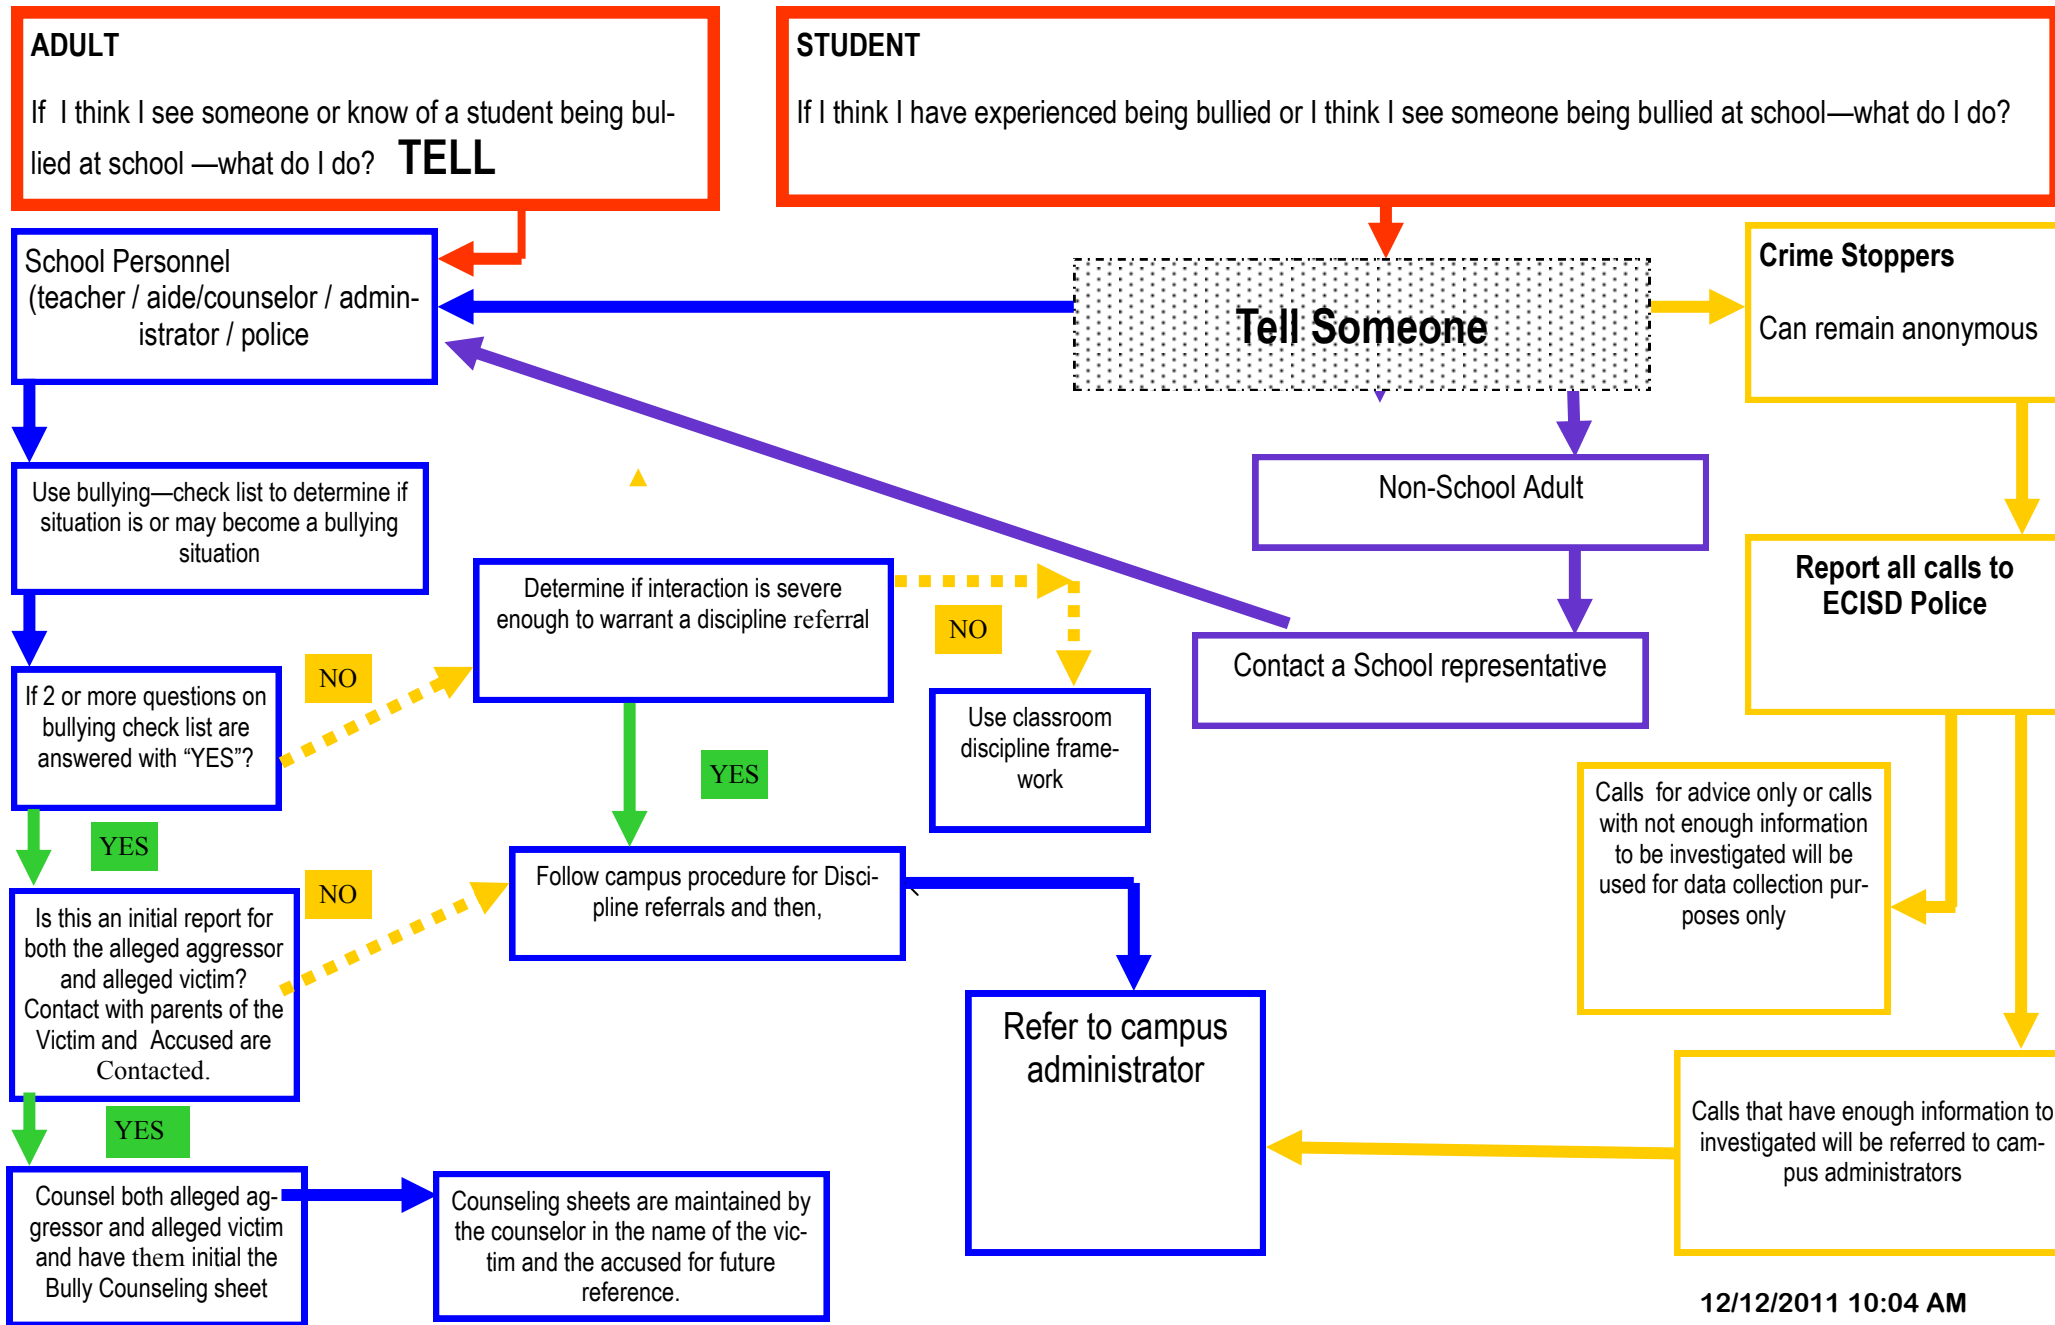 ADULT
If I think I see someone or know of a student being bul-
lied at school —what do I do? TELL
STUDENT
If I think I have experienced being bullied or I think I see someone being bullied at school—what do I do?
School Personnel
(teacher / aide/counselor / admin-
istrator / police
Tell Someone
Crime Stoppers
Can remain anonymous
Use bullying—check list to determine if
situation is or may become a bullying
situation
Non-School Adult
Determine if interaction is severe
enough to warrant a discipline referral
NO
Report all calls to
ECISD Police
Contact a School representative
If 2 or more questions on
bullying check list are
answered with “YES”?
NO
Use classroom
discipline frame-
work
YES
Calls for advice only or calls
with not enough information
to be investigated will be
used for data collection pur-
poses only
YES
NO
Follow campus procedure for Disci-
pline referrals and then,
Is this an initial report for
both the alleged aggressor
and alleged victim?
Contact with parents of the
Victim and Accused are
Contacted.
Refer to campus
administrator
YES
Calls that have enough information to
investigated will be referred to cam-
pus administrators
Counsel both alleged ag-
gressor and alleged victim
and have them initial the
Bully Counseling sheet
Counseling sheets are maintained by
the counselor in the name of the vic-
tim and the accused for future
reference.
12/12/2011 10:04 AM